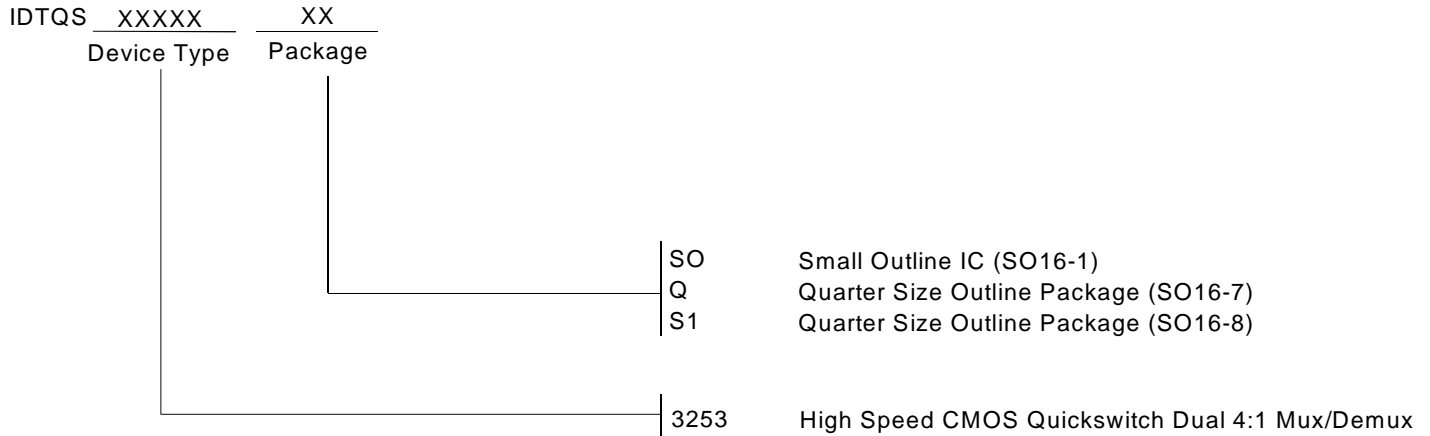 IDTQS XXXXX XX
Device Type Package
SO Small Outline IC (SO16-1)
Q Quarter Size Outline Package (SO16-7)
S1 Quarter Size Outline Package (SO16-8)
3253 High Speed CMOS Quickswitch Dual 4:1 Mux/Demux